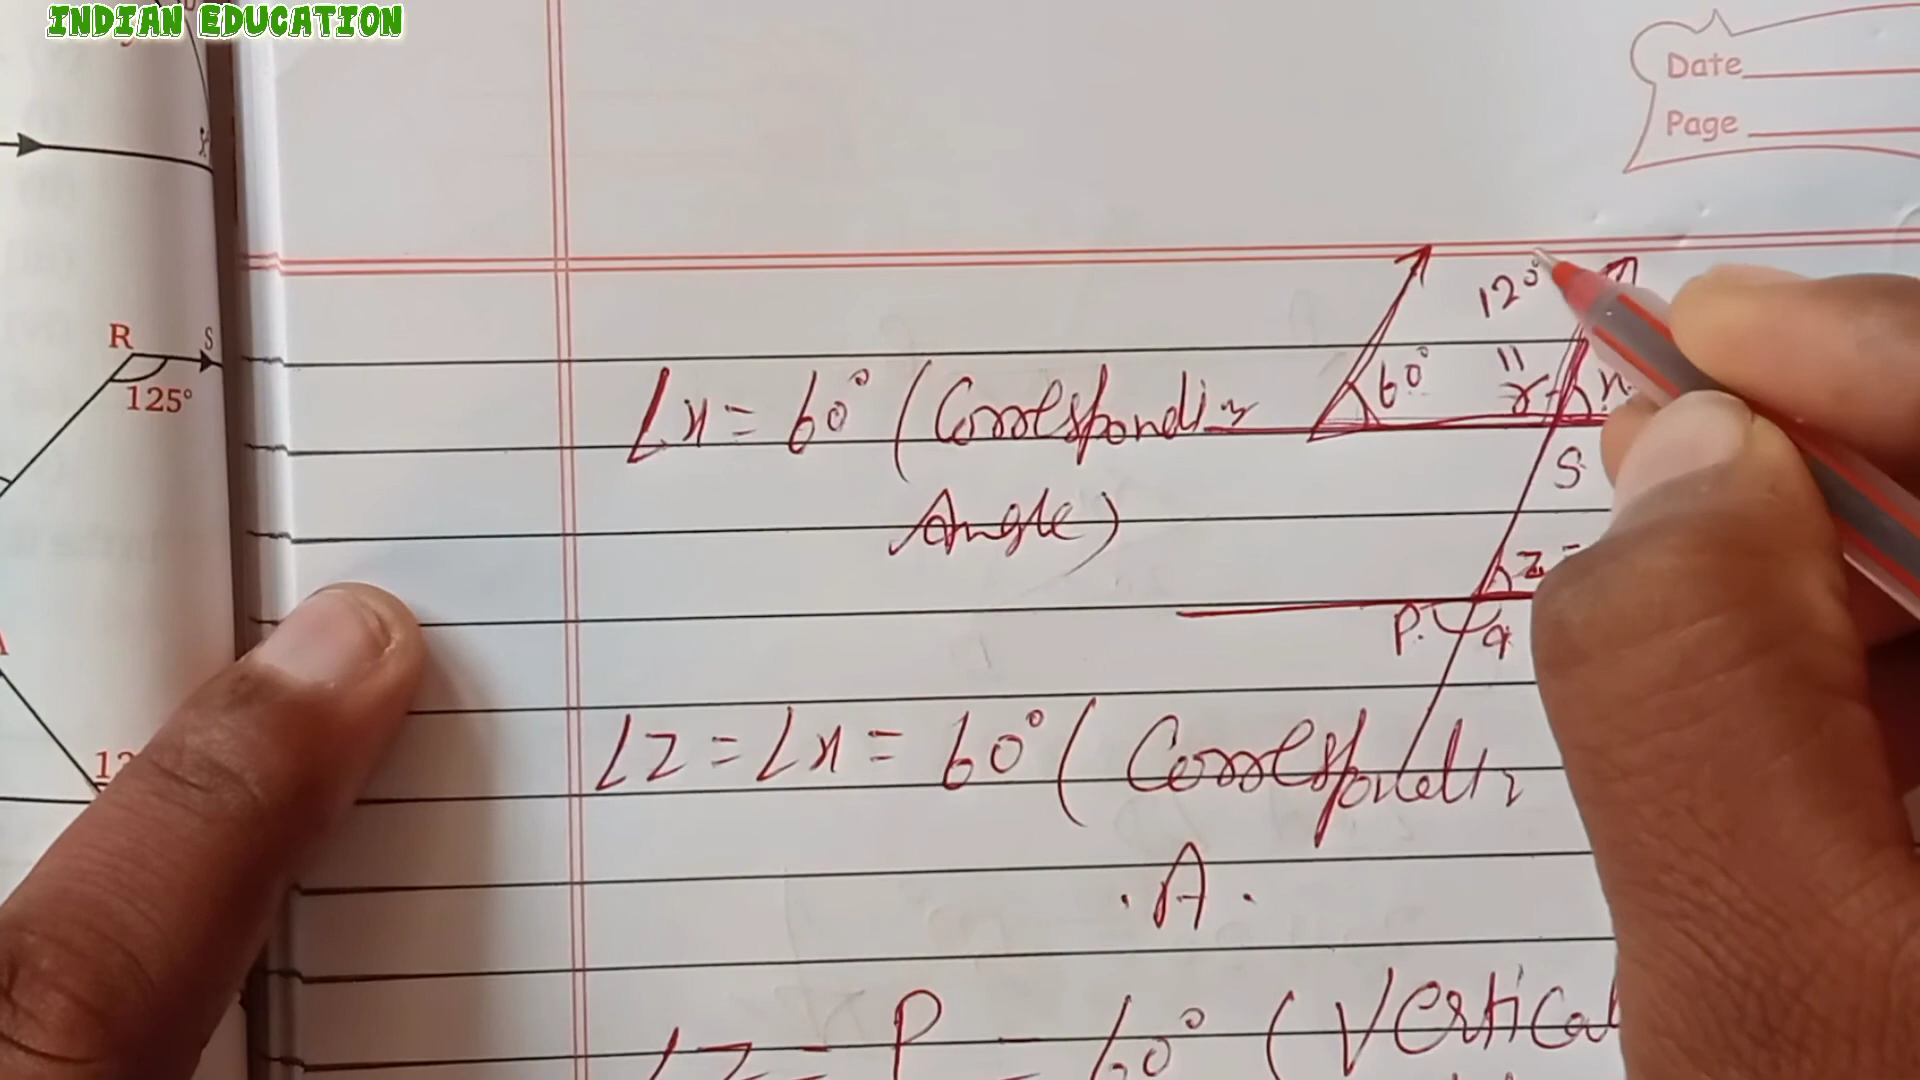 INDIAN EDUCATION
Date
Page
R
S
125°
120°
60°
r
x
S
z =
P
q
∠x = 60° (Corresponding
Angle)
∠z = ∠x = 60° (Corresponding
. A .
∠z = P = 60° (Vertical